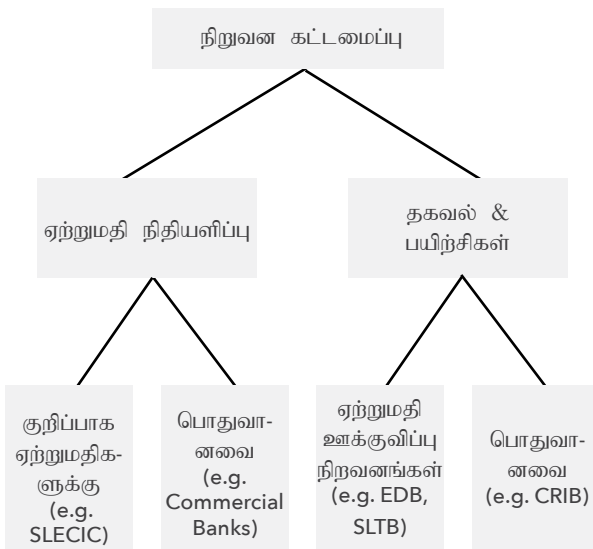 நிறுவன கட்டமைப்பு
ஏற்றுமதி நிதியளிப்பு
தகவல் &
பயிற்சிகள்
குறிப்பாக
ஏற்றுமதிக-
ளுக்கு
(e.g.
SLECIC)
பொதுவா-
னவை
(e.g.
Commercial
Banks)
ஏற்றுமதி
ஊக்குவிப்பு
நிறவனங்கள்
(e.g. EDB,
SLTB)
பொதுவா-
னவை
(e.g. CRIB)